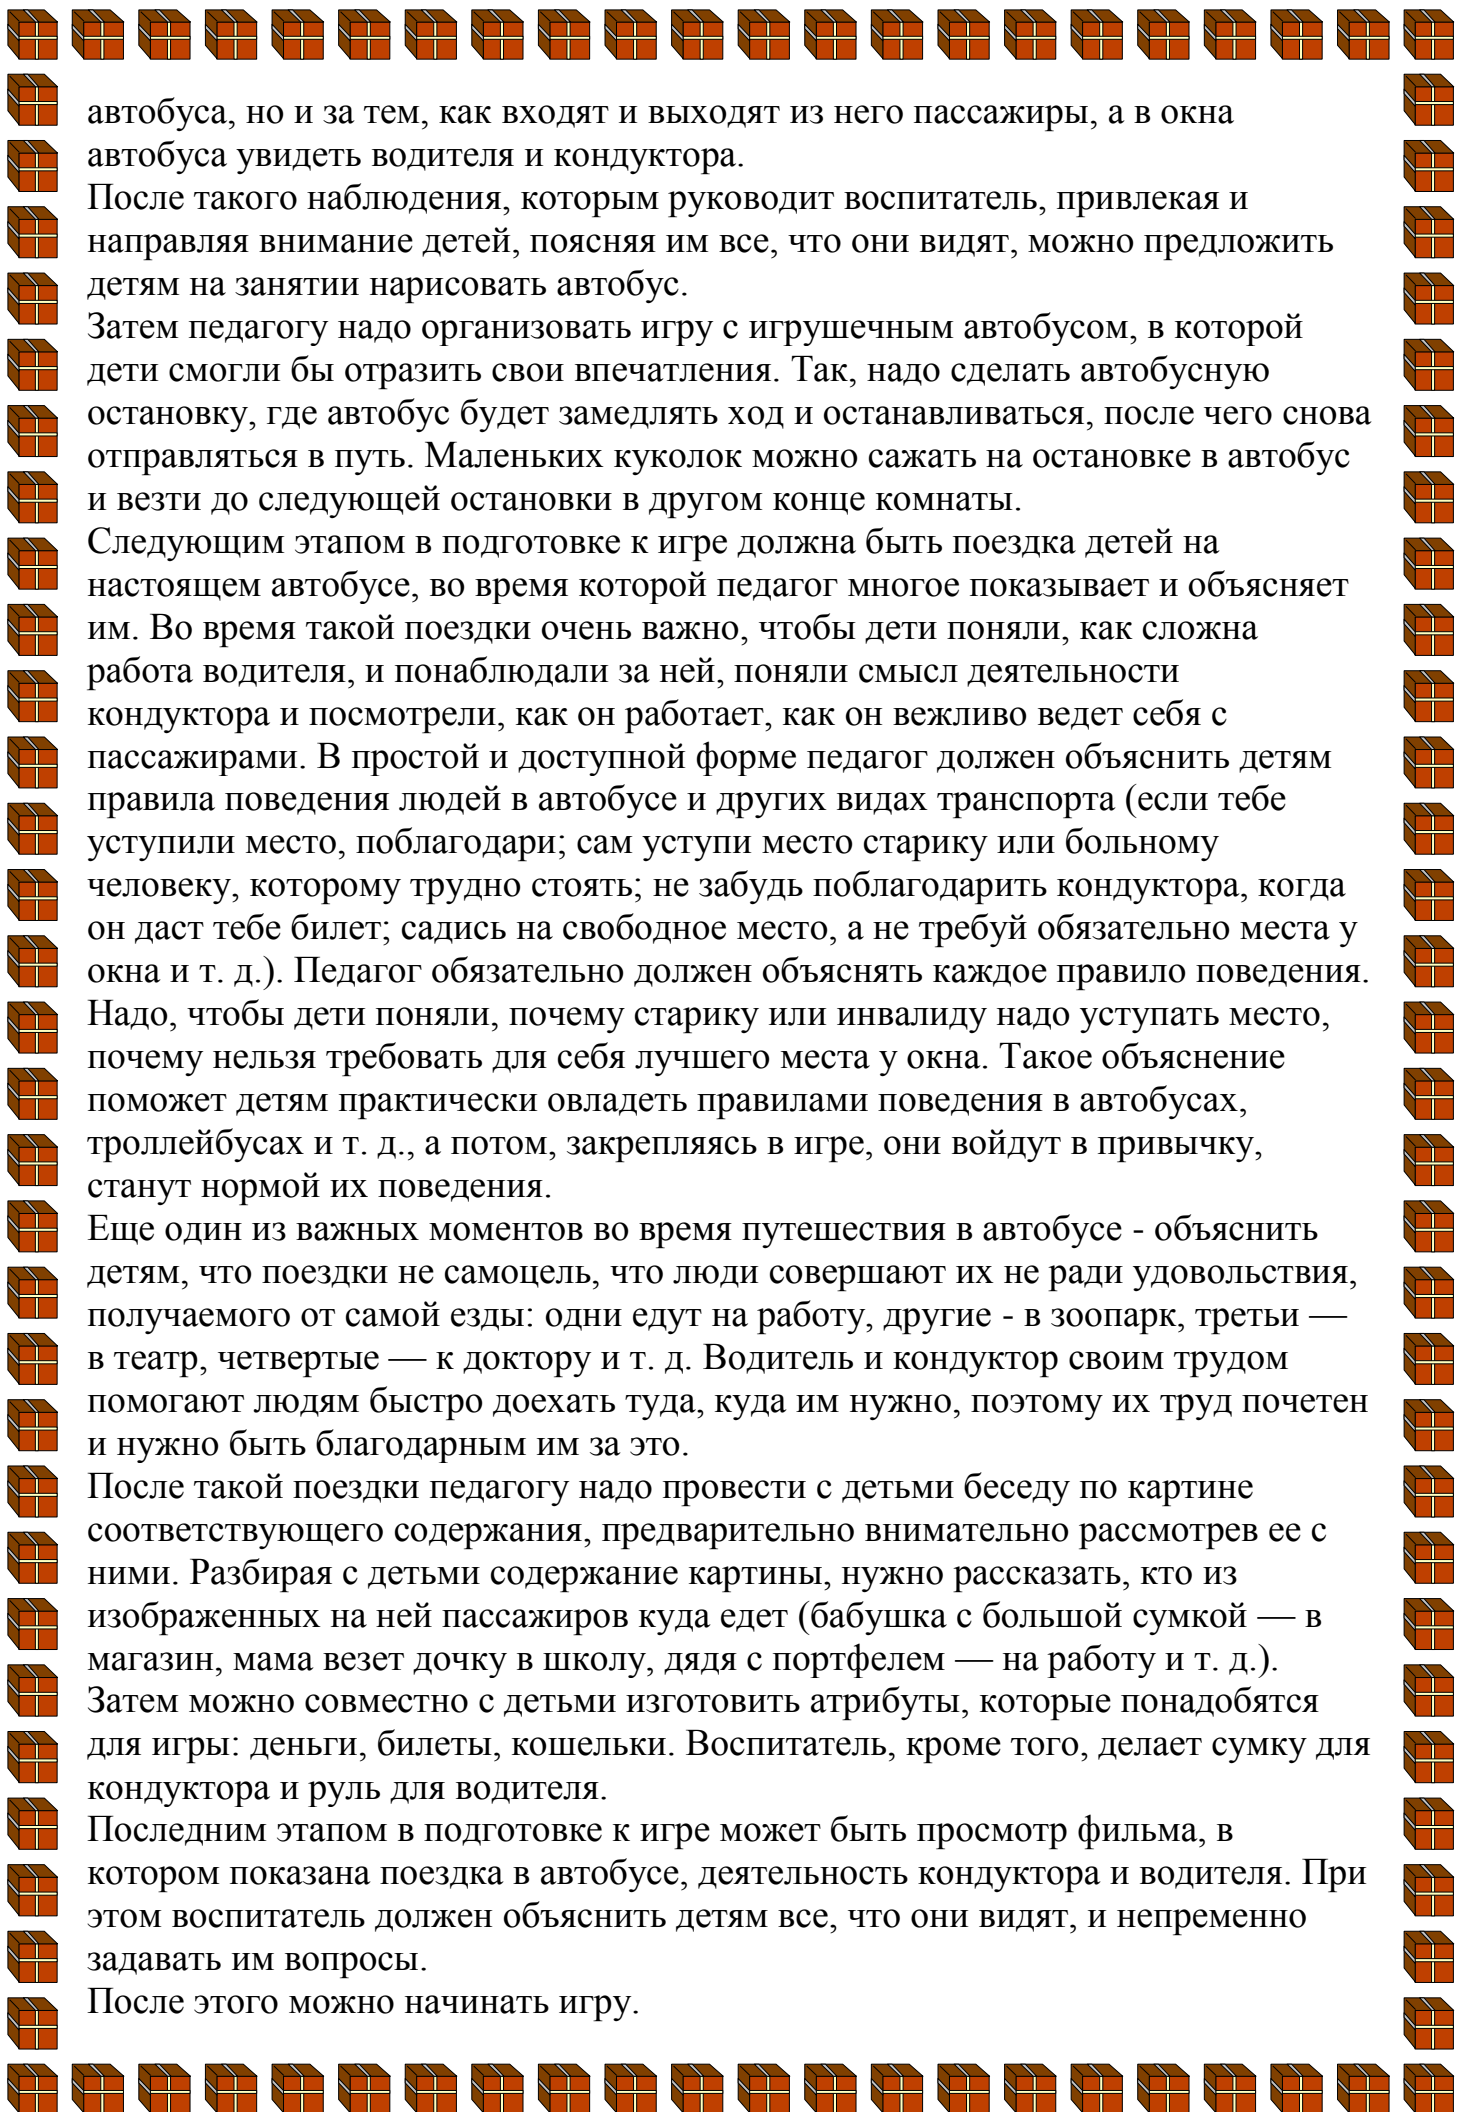 автобуса, но и за тем, как входят и выходят из него пассажиры, а в окна
автобуса увидеть водителя и кондуктора.
После такого наблюдения, которым руководит воспитатель, привлекая и
направляя внимание детей, поясняя им все, что они видят, можно предложить
детям на занятии нарисовать автобус.
Затем педагогу надо организовать игру с игрушечным автобусом, в которой
дети смогли бы отразить свои впечатления. Так, надо сделать автобусную
остановку, где автобус будет замедлять ход и останавливаться, после чего снова
отправляться в путь. Маленьких куколок можно сажать на остановке в автобус
и везти до следующей остановки в другом конце комнаты.
Следующим этапом в подготовке к игре должна быть поездка детей на
настоящем автобусе, во время которой педагог многое показывает и объясняет
им. Во время такой поездки очень важно, чтобы дети поняли, как сложна
работа водителя, и понаблюдали за ней, поняли смысл деятельности
кондуктора и посмотрели, как он работает, как он вежливо ведет себя с
пассажирами. В простой и доступной форме педагог должен объяснить детям
правила поведения людей в автобусе и других видах транспорта (если тебе
уступили место, поблагодари; сам уступи место старику или больному
человеку, которому трудно стоять; не забудь поблагодарить кондуктора, когда
он даст тебе билет; садись на свободное место, а не требуй обязательно места у
окна и т. д.). Педагог обязательно должен объяснять каждое правило поведения.
Надо, чтобы дети поняли, почему старику или инвалиду надо уступать место,
почему нельзя требовать для себя лучшего места у окна. Такое объяснение
поможет детям практически овладеть правилами поведения в автобусах,
троллейбусах и т. д., а потом, закрепляясь в игре, они войдут в привычку,
станут нормой их поведения.
Еще один из важных моментов во время путешествия в автобусе - объяснить
детям, что поездки не самоцель, что люди совершают их не ради удовольствия,
получаемого от самой езды: одни едут на работу, другие - в зоопарк, третьи —
в театр, четвертые — к доктору и т. д. Водитель и кондуктор своим трудом
помогают людям быстро доехать туда, куда им нужно, поэтому их труд почетен
и нужно быть благодарным им за это.
После такой поездки педагогу надо провести с детьми беседу по картине
соответствующего содержания, предварительно внимательно рассмотрев ее с
ними. Разбирая с детьми содержание картины, нужно рассказать, кто из
изображенных на ней пассажиров куда едет (бабушка с большой сумкой — в
магазин, мама везет дочку в школу, дядя с портфелем — на работу и т. д.).
Затем можно совместно с детьми изготовить атрибуты, которые понадобятся
для игры: деньги, билеты, кошельки. Воспитатель, кроме того, делает сумку для
кондуктора и руль для водителя.
Последним этапом в подготовке к игре может быть просмотр фильма, в
котором показана поездка в автобусе, деятельность кондуктора и водителя. При
этом воспитатель должен объяснить детям все, что они видят, и непременно
задавать им вопросы.
После этого можно начинать игру.